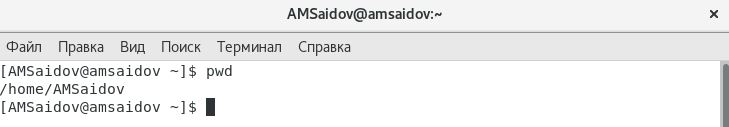 AMSaidov@amsaidov:~
Файл Правка Вид Поиск Терминал Справка
[AMSaidov@amsaidov ~]$ pwd
/home/AMSaidov
[AMSaidov@amsaidov ~]$